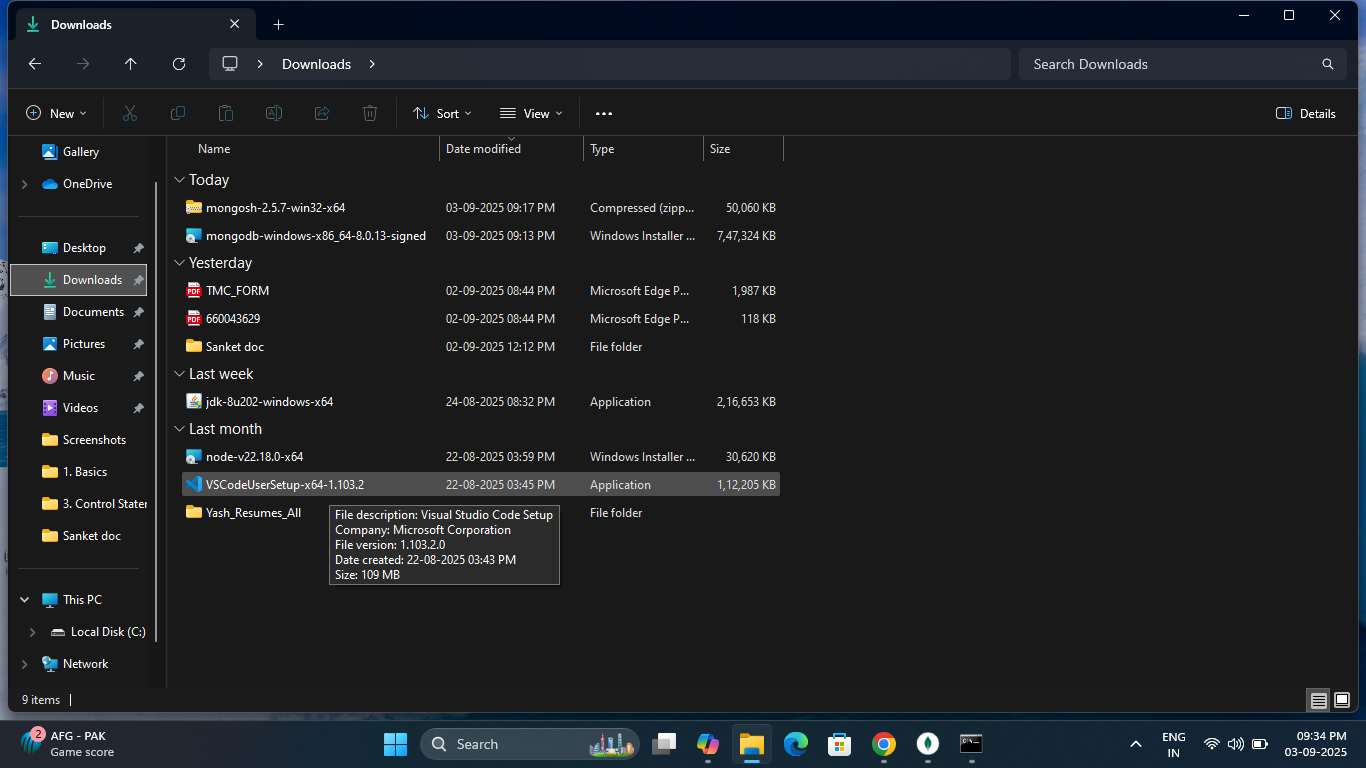 Downloads
Downloads
Search Downloads
New
Sort
View
Details
Gallery
OneDrive
Desktop
Downloads
Documents
Pictures
Music
Videos
Screenshots
1. Basics
3. Control Stater
Sanket doc
This PC
Local Disk (C:)
Network
Name Date modified Type Size
Today
mongosh-2.5.7-win32-x64 03-09-2025 09:17 PM Compressed (zipp... 50,060 KB
mongodb-windows-x86_64-8.0.13-signed 03-09-2025 09:13 PM Windows Installer ... 7,47,324 KB
Yesterday
PDF TMC_FORM 02-09-2025 08:44 PM Microsoft Edge P... 1,987 KB
PDF 660043629 02-09-2025 08:44 PM Microsoft Edge P... 118 KB
Sanket doc 02-09-2025 12:12 PM File folder
Last week
jdk-8u202-windows-x64 24-08-2025 08:32 PM Application 2,16,653 KB
Last month
node-v22.18.0-x64 22-08-2025 03:59 PM Windows Installer ... 30,620 KB
VSCodeUserSetup-x64-1.103.2 22-08-2025 03:45 PM Application 1,12,205 KB
Yash_Resumes_All File folder
File description: Visual Studio Code Setup
Company: Microsoft Corporation
File version: 1.103.2.0
Date created: 22-08-2025 03:43 PM
Size: 109 MB
9 items
2
AFG - PAK
Game score
Search
ENG
IN
09:34 PM
03-09-2025